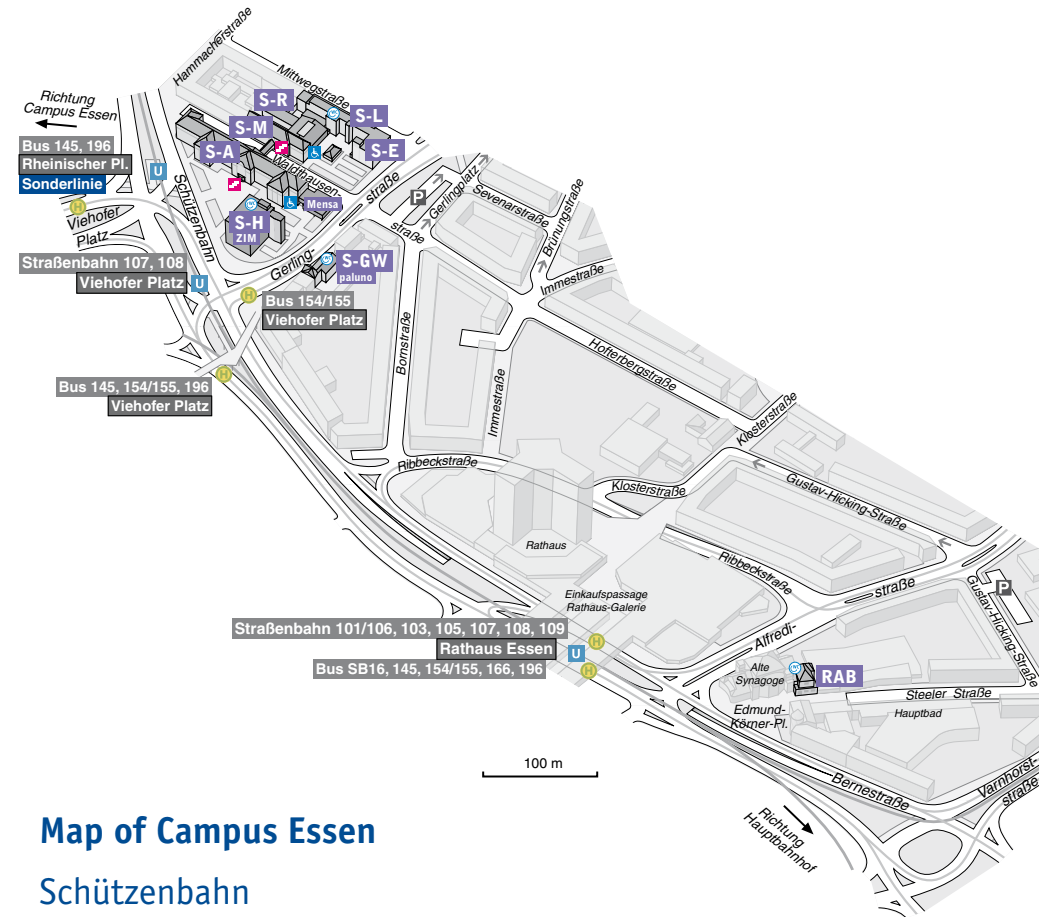 Hammacherstraße
Mittwegstraße
Richtung
Campus Essen
Bus 145, 196
Rheinischer Pl.
Sonderlinie
S-R
S-L
S-M
S-E
S-A
Waldthausen-
straße
Mensa
S-H
ZIM
U
Schützenbahn
H
Viehofer
Platz
P
Gerlingplatz
Sevenarstraße
Brünungstraße
Gerling-
straße
S-GW
paluno
Straßenbahn 107, 108
Viehofer Platz
U
H
Bus 154/155
Viehofer Platz
Immestraße
Bornstraße
Hofterbergstraße
Immestraße
H
Bus 145, 154/155, 196
Viehofer Platz
Klosterstraße
Ribbeckstraße
Klosterstraße
Gustav-Hicking-Straße
Rathaus
Ribbeckstraße
Einkaufspassage
Rathaus-Galerie
Alfredi-
straße
P
Gustav-Hicking-Straße
Straßenbahn 101/106, 103, 105, 107, 108, 109
H
Rathaus Essen
U
Bus SB16, 145, 154/155, 166, 196
H
Alte
Synagoge
RAB
Steeler Straße
Edmund-
Körner-Pl.
Hauptbad
100 m
Bernestraße
Varnhorst-
straße
Richtung
Hauptbahnhof
Map of Campus Essen
Schützenbahn